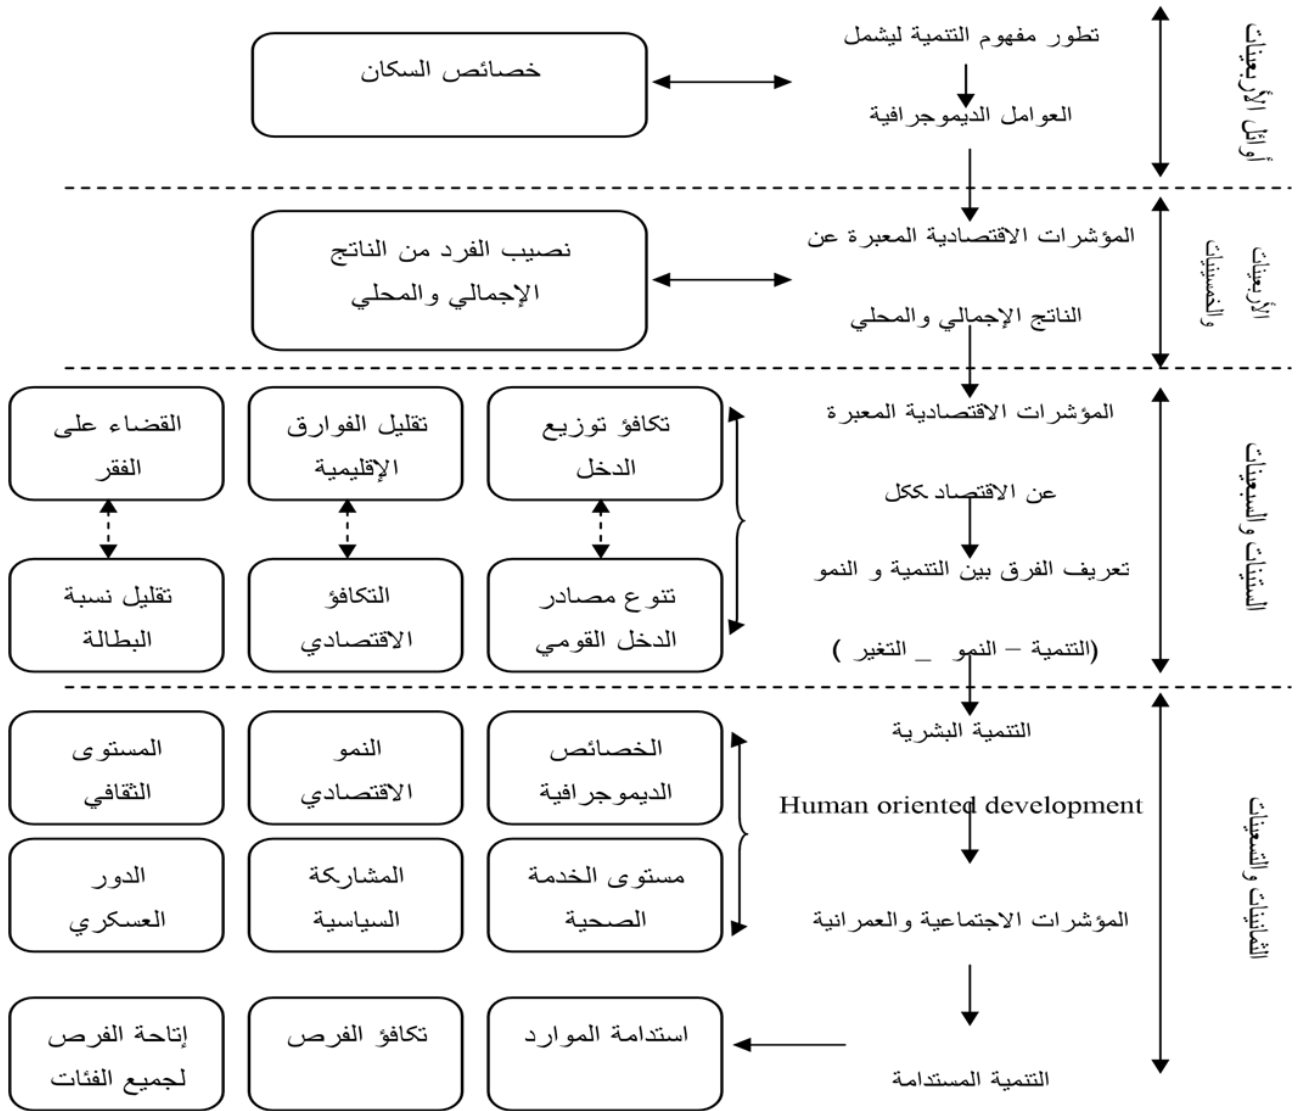 أوائل الأربعينات
تطور مفهوم التنمية ليشمل
العوامل الديموجرافية
خصائص السكان
الأربعينات
والخمسينيات
المؤشرات الاقتصادية المعبرة عن
الناتج الإجمالي والمحلي
نصيب الفرد من الناتج
الإجمالي والمحلي
الستينات والسبعينات
المؤشرات الاقتصادية المعبرة
عن الاقتصاد ككل
تعريف الفرق بين التنمية و النمو
(التنمية – النمو _ التغير )
تكافؤ توزيع
الدخل
تقليل الفوارق
الإقليمية
القضاء على
الفقر
تنوع مصادر
الدخل القومي
التكافؤ
الاقتصادي
تقليل نسبة
البطالة
الثمانينات والتسعينات
التنمية البشرية
Human oriented development
المؤشرات الاجتماعية والعمرانية
التنمية المستدامة
الخصائص
الديموجرافية
النمو
الاقتصادي
المستوى
الثقافي
مستوى الخدمة
الصحية
المشاركة
السياسية
الدور
العسكري
استدامة الموارد
تكافؤ الفرص
إتاحة الفرص
لجميع الفئات